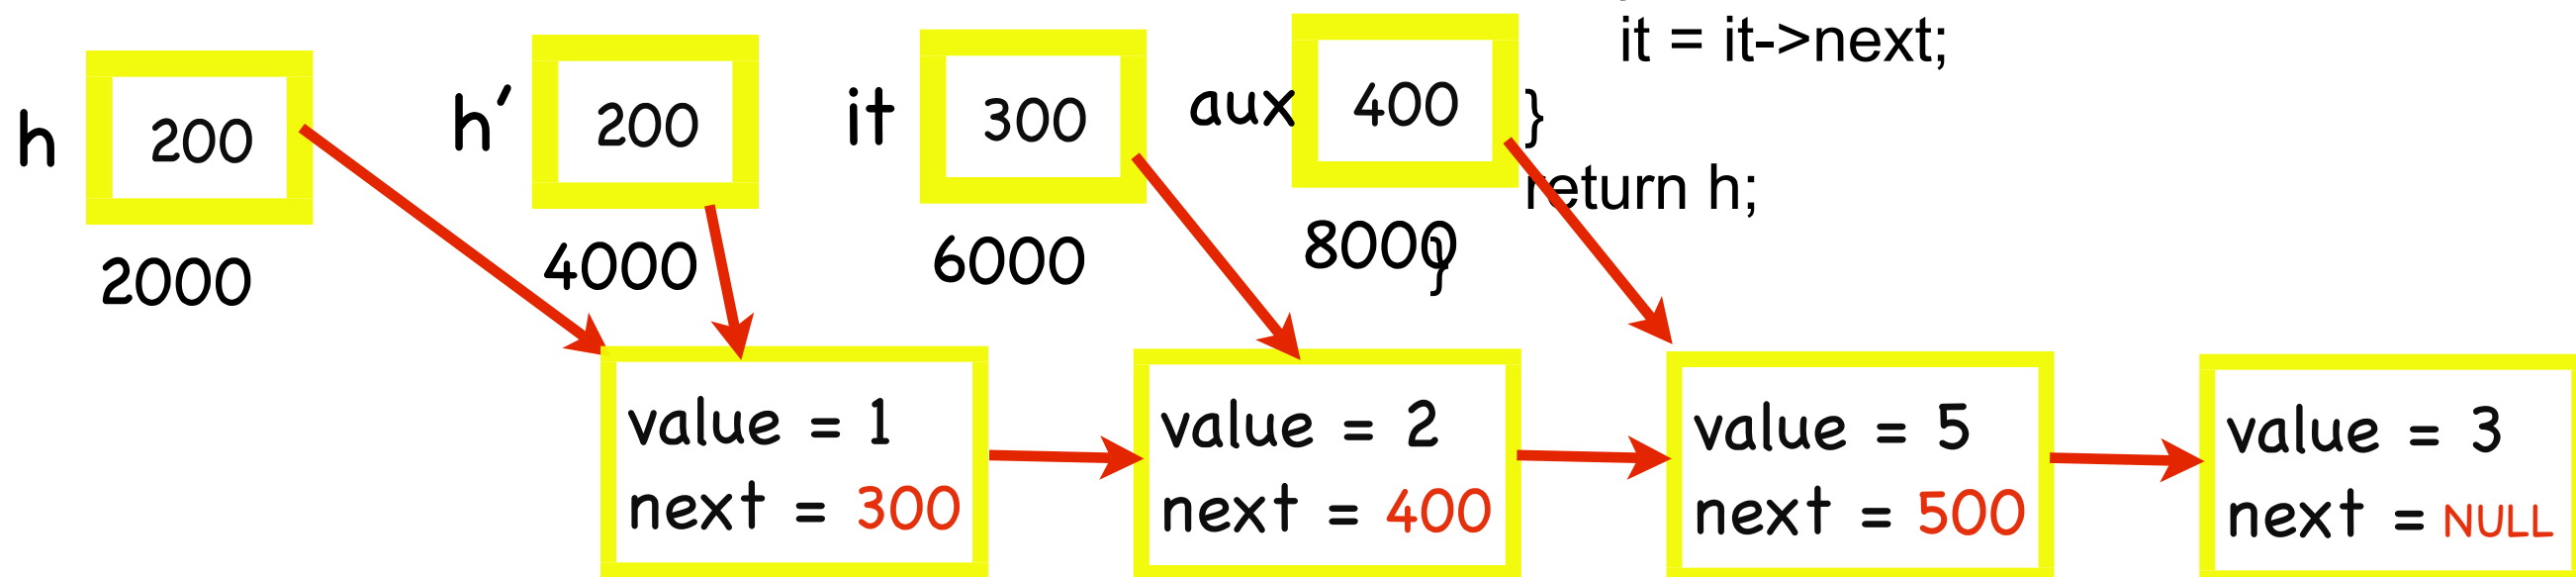 it = it->next;
h 200 h′ 200 it 300 aux 400 }
return h;
2000 4000 6000 8000 }
value = 1 value = 2 value = 5 value = 3
next = 300 next = 400 next = 500 next = NULL